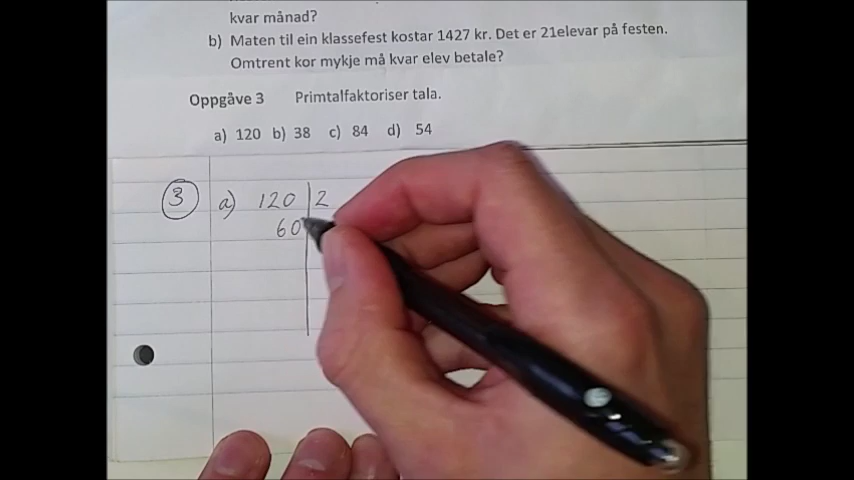 kvar månad?
b) Maten til ein klassefest kostar 1427 kr. Det er 21elevar på festen.
Omtrent kor mykje må kvar elev betale?
Oppgåve 3 Primtalfaktoriser tala.
a) 120 b) 38 c) 84 d) 54
3 a) 120 2
60